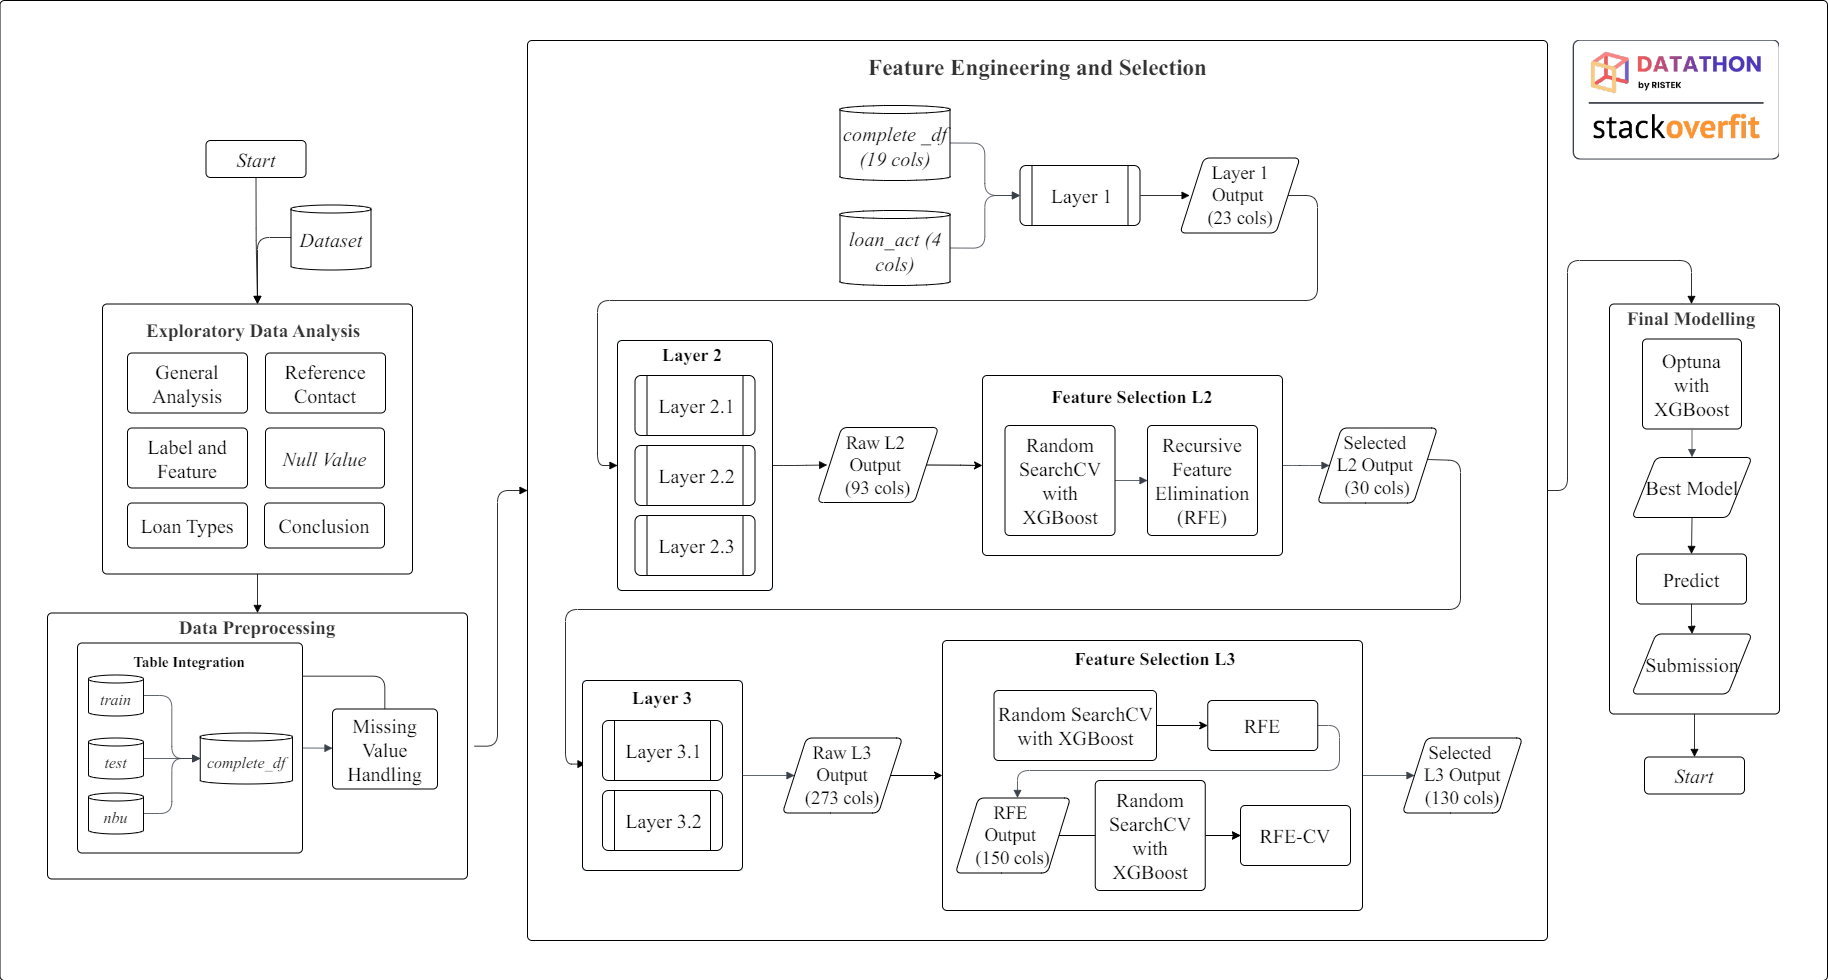 Start
Dataset
Exploratory Data Analysis
General
Analysis
Reference
Contact
Label and
Feature
Null Value
Loan Types
Conclusion
Data Preprocessing
Table Integration
train
test
nbu
complete_df
Missing
Value
Handling
Feature Engineering and Selection
complete _df
(19 cols)
loan_act (4
cols)
Layer 1
Layer 1
Output
(23 cols)
Layer 2
Layer 2.1
Layer 2.2
Layer 2.3
Raw L2
Output
(93 cols)
Feature Selection L2
Random
SearchCV
with
XGBoost
Recursive
Feature
Elimination
(RFE)
Selected
L2 Output
(30 cols)
Layer 3
Layer 3.1
Layer 3.2
Raw L3
Output
(273 cols)
Feature Selection L3
Random SearchCV
with XGBoost
RFE
RFE
Output
(150 cols)
Random
SearchCV
with
XGBoost
RFE-CV
Selected
L3 Output
(130 cols)
DATATHON
by RISTEK
stackoverfit
Final Modelling
Optuna
with
XGBoost
Best Model
Predict
Submission
Start